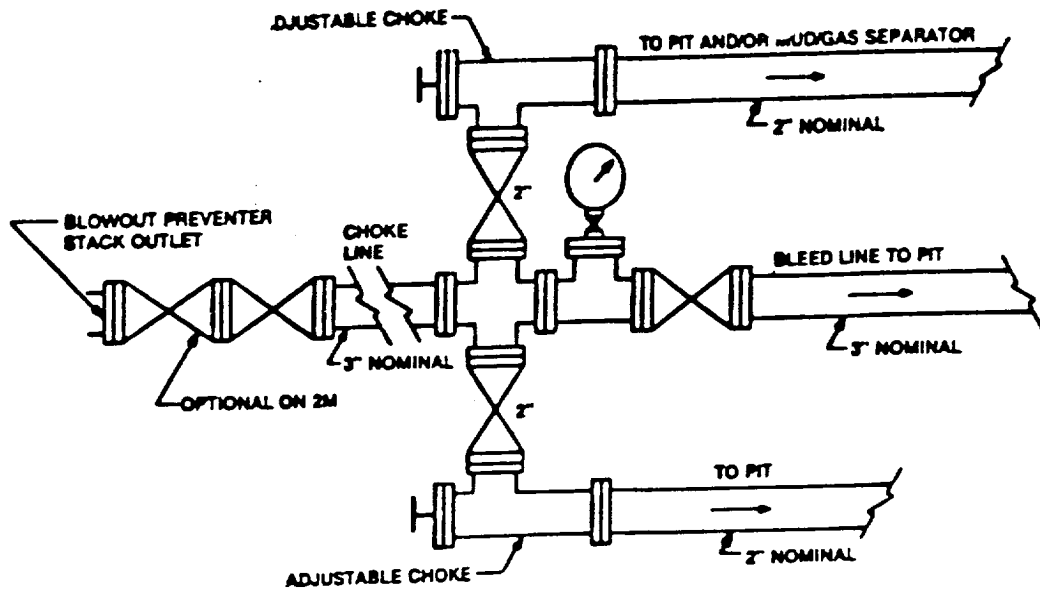 DJUSTABLE CHOKE
TO PIT AND/OR MUD/GAS SEPARATOR
2" NOMINAL
2"
BLOWOUT PREVENTER
STACK OUTLET
CHOKE
LINE
BLEED LINE TO PIT
3" NOMINAL
3" NOMINAL
OPTIONAL ON 2M
2"
TO PIT
2" NOMINAL
ADJUSTABLE CHOKE